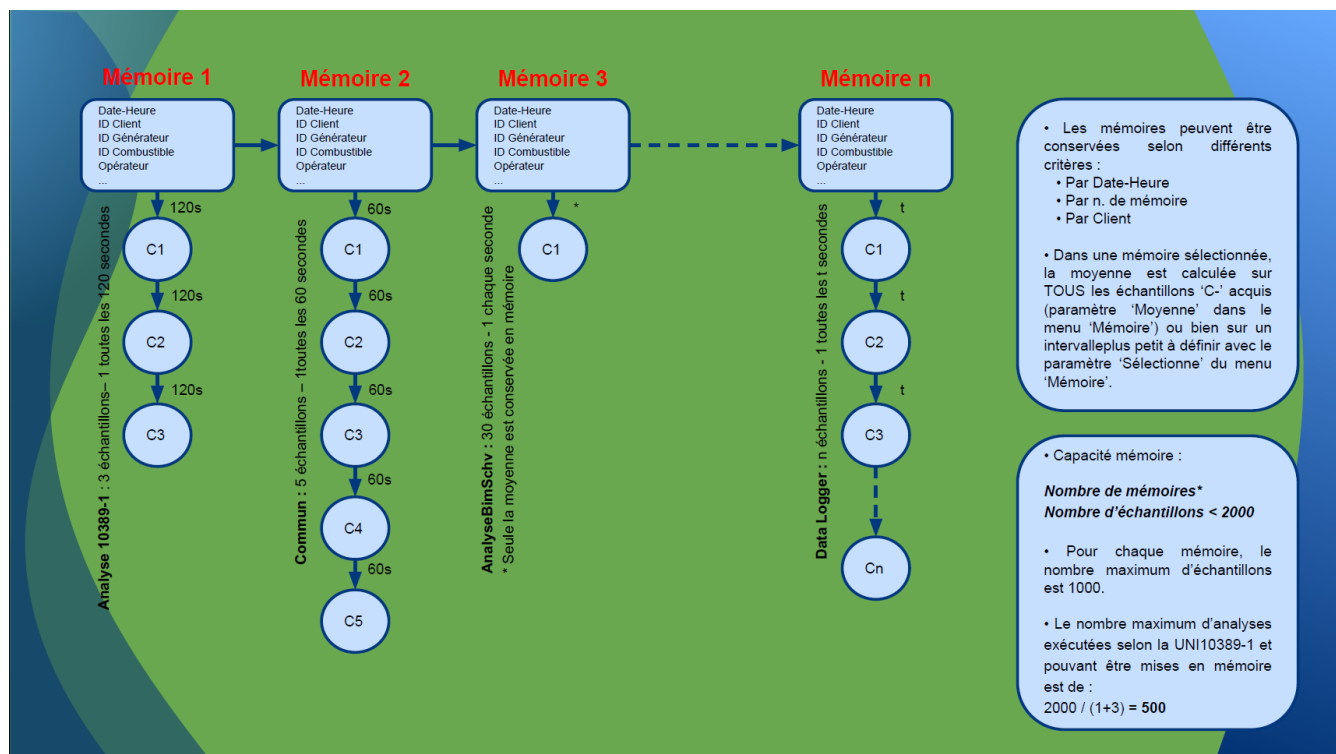 Mémoire 1
Date-Heure
ID Client
ID Générateur
ID Combustible
Opérateur
...
120s
C1
120s
C2
120s
C3
Analyse 10389-1 : 3 échantillons– 1 toutes les 120 secondes
Mémoire 2
Date-Heure
ID Client
ID Générateur
ID Combustible
Opérateur
...
60s
C1
60s
C2
60s
C3
60s
C4
60s
C5
Commun : 5 échantillons – 1toutes les 60 secondes
Mémoire 3
Date-Heure
ID Client
ID Générateur
ID Combustible
Opérateur
...
*
C1
AnalyseBimSchv : 30 échantillons - 1 chaque seconde
* Seule la moyenne est conservée en mémoire
Mémoire n
Date-Heure
ID Client
ID Générateur
ID Combustible
Opérateur
...
t
C1
t
C2
t
C3
Cn
Data Logger : n échantillons - 1 toutes les t secondes
• Les mémoires peuvent être
conservées selon différents
critères :
• Par Date-Heure
• Par n. de mémoire
• Par Client
• Dans une mémoire sélectionnée,
la moyenne est calculée sur
TOUS les échantillons ‘C-’ acquis
(paramètre ‘Moyenne’ dans le
menu ‘Mémoire’) ou bien sur un
intervalleplus petit à définir avec le
paramètre ‘Sélectionne’ du menu
‘Mémoire’.
• Capacité mémoire :
Nombre de mémoires*
Nombre d’échantillons < 2000
• Pour chaque mémoire, le
nombre maximum d’échantillons
est 1000.
• Le nombre maximum d’analyses
exécutées selon la UNI10389-1 et
pouvant être mises en mémoire
est de :
2000 / (1+3) = 500